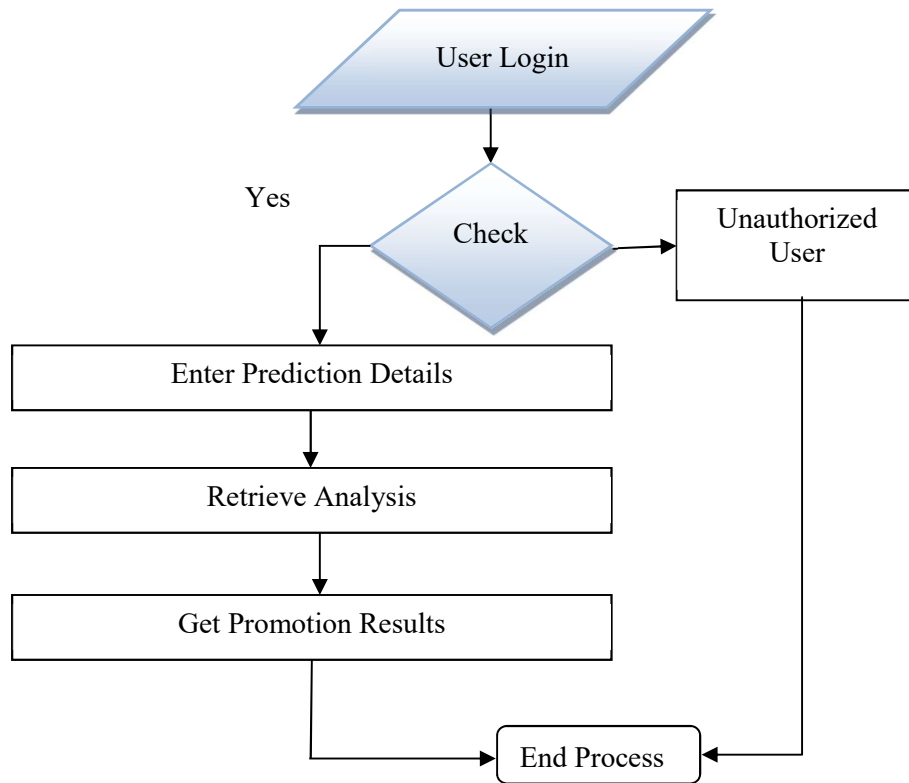 User Login
Yes
Check
Unauthorized
User
Enter Prediction Details
Retrieve Analysis
Get Promotion Results
End Process